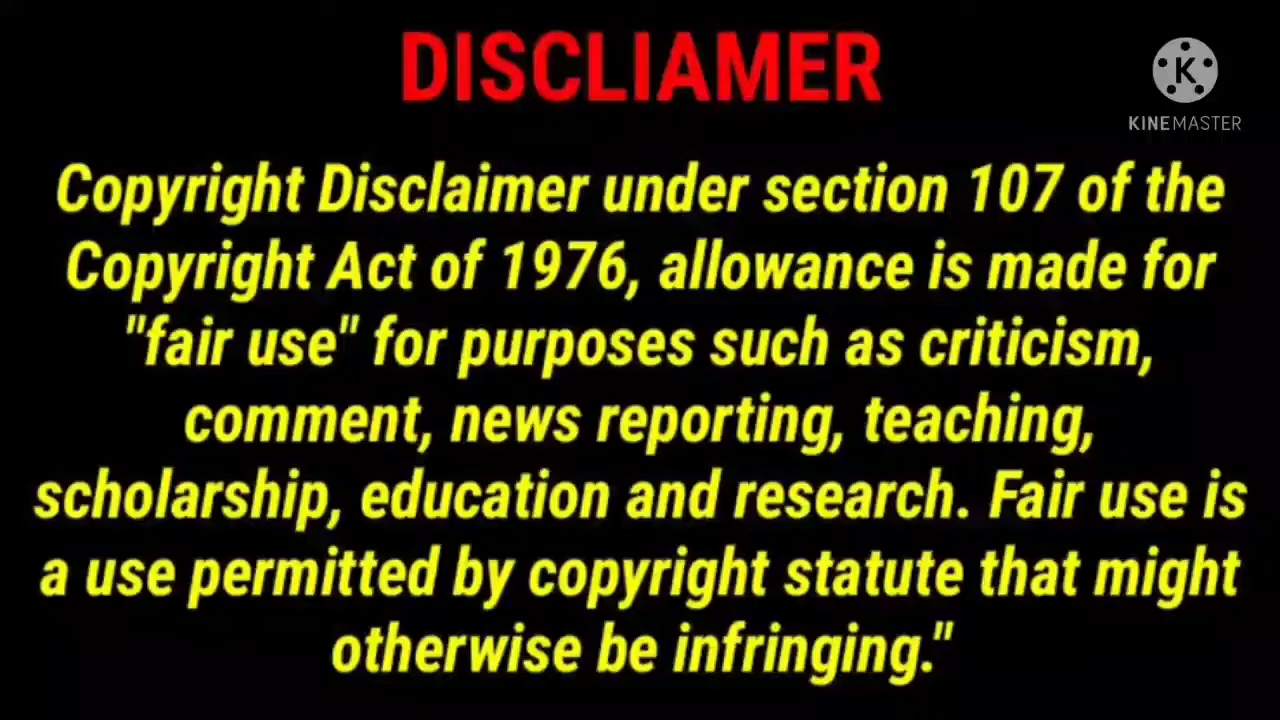 DISCLIAMER
K
KINEMASTER
Copyright Disclaimer under section 107 of the
Copyright Act of 1976, allowance is made for
"fair use" for purposes such as criticism,
comment, news reporting, teaching,
scholarship, education and research. Fair use is
a use permitted by copyright statute that might
otherwise be infringing."